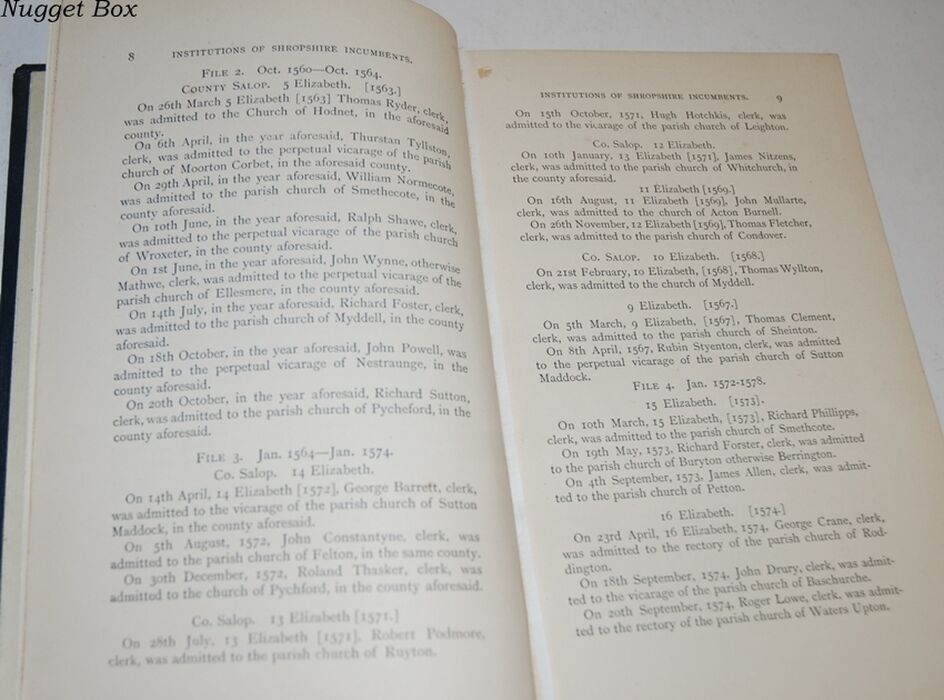 Nugget Box
8 INSTITUTIONS OF SHROPSHIRE INCUMBENTS.
FILE 2. Oct. 1560—Oct. 1564.
COUNTY SALOP. 5 Elizabeth. [1563.]
On 26th March 5 Elizabeth [1563] Thomas Ryder, clerk,
was admitted to the Church of Hodnet, in the aforesaid
county.
On 6th April, in the year aforesaid, Thurstan Tyllston,
clerk, was admitted to the perpetual vicarage of the parish
church of Moorton Corbet, in the aforesaid county.
On 29th April, in the year aforesaid, William Normecote,
was admitted to the parish church of Smethecote, in the
county aforesaid.
On 10th June, in the year aforesaid, Ralph Shawe, clerk,
was admitted to the perpetual vicarage of the parish church
of Wroxeter, in the county aforesaid.
On 1st June, in the year aforesaid, John Wynne, otherwise
Mathwe, clerk, was admitted to the perpetual vicarage of the
parish church of Ellesmere, in the county aforesaid.
On 14th July, in the year aforesaid, Richard Foster, clerk,
was admitted to the parish church of Myddell, in the county
aforesaid.
On 18th October, in the year aforesaid, John Powell, was
admitted to the perpetual vicarage of Nestraunge, in the
county aforesaid.
On 20th October, in the year aforesaid, Richard Sutton,
clerk, was admitted to the parish church of Pycheford, in the
county aforesaid.
FILE 3. Jan. 1564—Jan. 1574.
Co. Salop. 14 Elizabeth.
On 14th April, 14 Elizabeth [1572], George Barrett, clerk,
was admitted to the vicarage of the parish church of Sutton
Maddock, in the county aforesaid.
On 5th August, 1572, John Constantyne, clerk, was
admitted to the parish church of Felton, in the same county.
On 30th December, 1572, Roland Thasker, clerk, was
admitted to the church of Pychford, in the county aforesaid.
Co. Salop. 13 Elizabeth [1571.]
On 28th July, 13 Elizabeth [1571], Robert Podmore,
clerk, was admitted to the parish church of Ruyton.
INSTITUTIONS OF SHROPSHIRE INCUMBENTS. 9
On 15th October, 1571, Hugh Hotchkis, clerk, was
admitted to the vicarage of the parish church of Leighton.
Co. Salop. 12 Elizabeth.
On 10th January, 13 Elizabeth [1571], James Nitzens,
clerk, was admitted to the parish church of Whitchurch, in
the county aforesaid.
11 Elizabeth [1569.]
On 16th August, 11 Elizabeth [1569], John Mullarte,
clerk, was admitted to the church of Acton Burnell.
On 26th November, 12 Elizabeth [1569], Thomas Fletcher,
clerk, was admitted to the parish church of Condover.
CO. SALOP. 10 Elizabeth. [1568.]
On 21st February, 10 Elizabeth, [1568], Thomas Wyllton,
clerk, was admitted to the church of Myddell.
9 Elizabeth. [1567.]
On 5th March, 9 Elizabeth, [1567], Thomas Clement,
clerk, was admitted to the parish church of Sheinton.
On 8th April, 1567, Rubin Styenton, clerk, was admitted
to the perpetual vicarage of the parish church of Sutton
Maddock.
FILE 4. Jan. 1572-1578.
15 Elizabeth. [1573].
On 10th March, 15 Elizabeth, [1573], Richard Phillipps,
clerk, was admitted to the parish church of Smethcote.
On 19th May, 1573, Richard Forster, clerk, was admitted
to the parish church of Buryton otherwise Berrington.
On 4th September, 1573, James Allen, clerk, was admit-
ted to the parish church of Petton.
16 Elizabeth. [1574.]
On 23rd April, 16 Elizabeth, 1574, George Crane, clerk,
was admitted to the rectory of the parish church of Rod-
dington.
On 18th September, 1574, John Drury, clerk, was admit-
ted to the vicarage of the parish church of Baschurche.
On 20th September, 1574, Roger Lowe, clerk, was admit-
ted to the rectory of the parish church of Waters Upton.